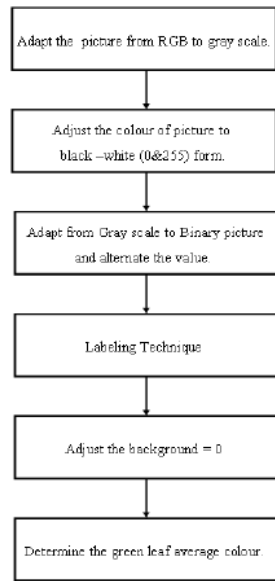 Adapt the picture from RGB to gray scale.
Adjust the colour of picture to
black –white (0&255) form.
Adapt from Gray scale to Binary picture
and alternate the value.
Labeling Technique
Adjust the background = 0
Determine the green leaf average colour.